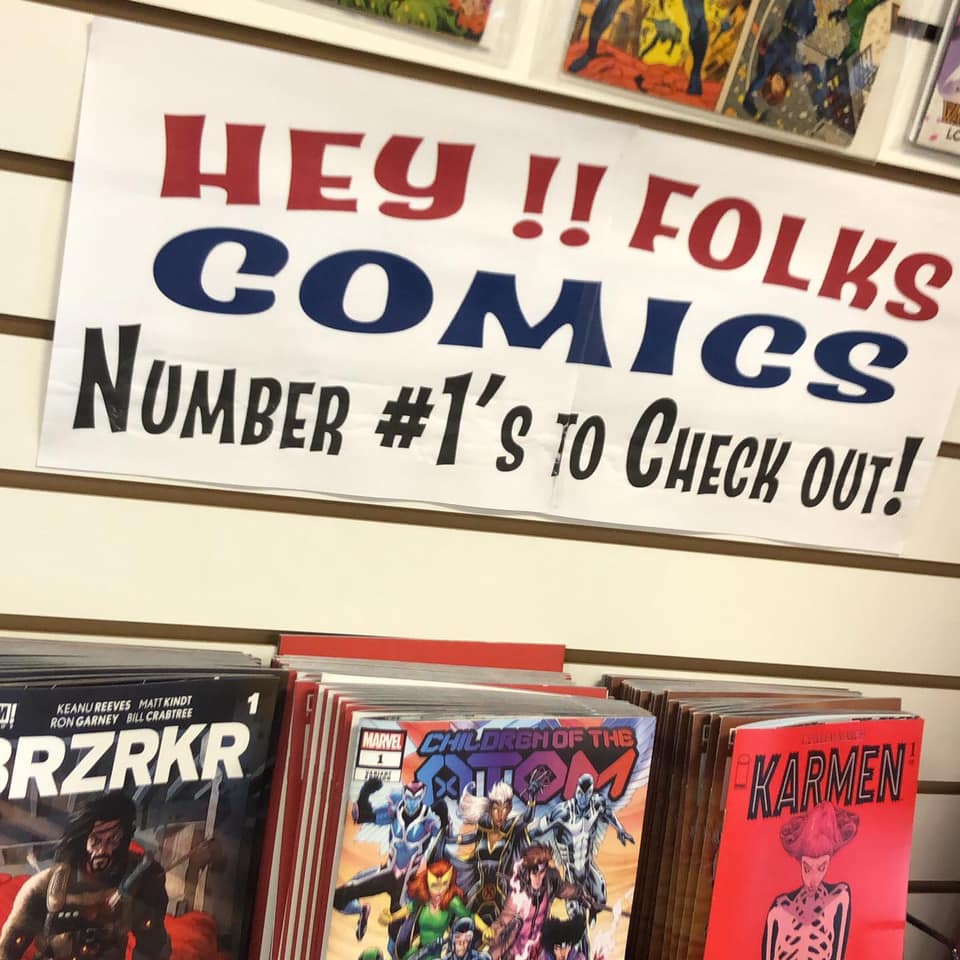 HEY !! FOLKS
COMICS
NUMBER #1'S TO CHECK OUT!
KEANU REEVES MATT KINDT
RON GARNEY BILL CRABTREE
1
BRZRKR
MARVEL
1
CHILDREN OF THE
ATOM
KARMEN
1